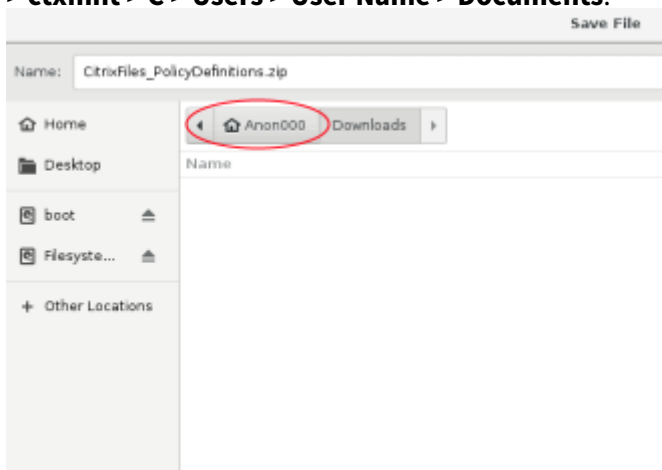 > ctxmnt > C > Users > User Name > Documents.
Save File
Name: CitrixFiles_PolicyDefinitions.zip
Home
Anon000 Downloads
Desktop
Name
boot
Filesyste...
+ Other Locations